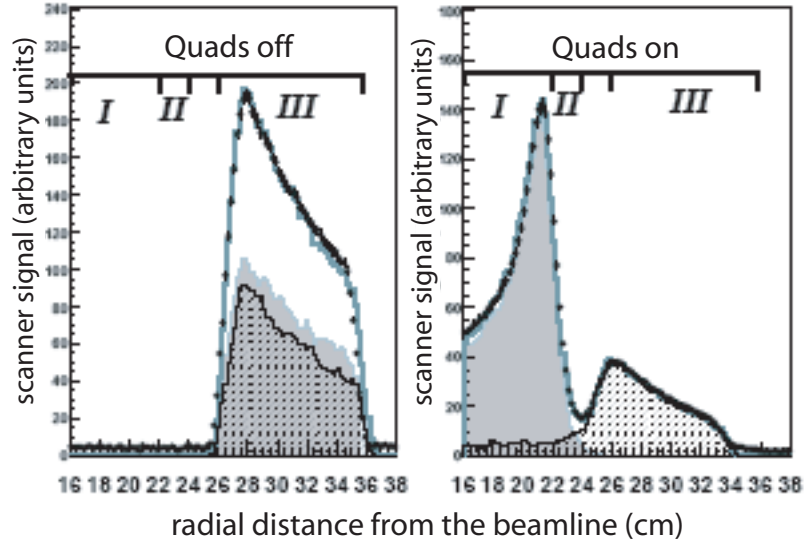 Quads off
I II III
scanner signal (arbitrary units)
240
220
200
180
160
140
120
100
80
60
40
20
0
16 18 20 22 24 26 28 30 32 34 36 38
Quads on
I II III
scanner signal (arbitrary units)
180
160
140
120
100
80
60
40
20
0
16 18 20 22 24 26 28 30 32 34 36 38
radial distance from the beamline (cm)